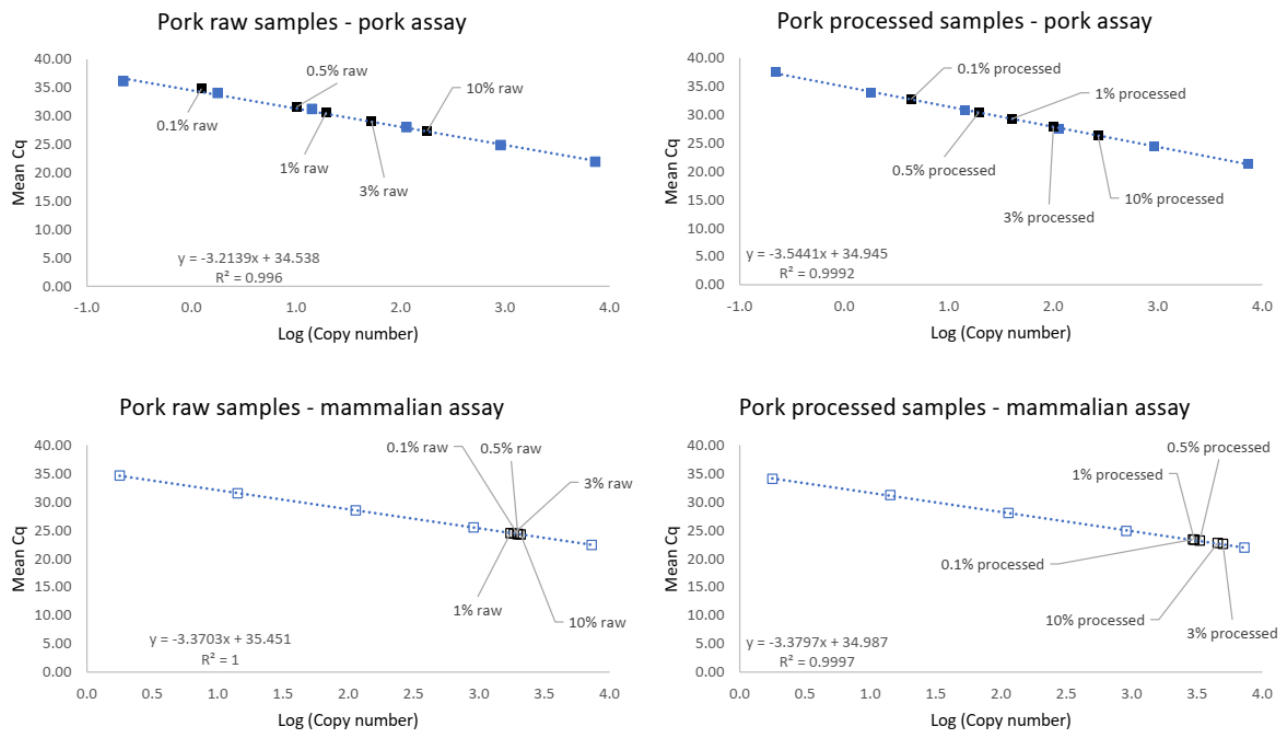 Pork raw samples - pork assay
40.00
35.00
30.00
25.00
20.00
15.00
10.00
5.00
0.00
Mean Cq
0.1% raw
0.5% raw
1% raw
3% raw
10% raw
y = -3.2139x + 34.538
R² = 0.996
-1.0 0.0 1.0 2.0 3.0 4.0
Log (Copy number)
Pork processed samples - pork assay
40.00
35.00
30.00
25.00
20.00
15.00
10.00
5.00
0.00
Mean Cq
0.1% processed
1% processed
0.5% processed
3% processed
10% processed
y = -3.5441x + 34.945
R² = 0.9992
-1.0 0.0 1.0 2.0 3.0 4.0
Log (Copy number)
Pork raw samples - mammalian assay
40.00
35.00
30.00
25.00
20.00
15.00
10.00
5.00
0.00
Mean Cq
0.1% raw
0.5% raw
3% raw
1% raw
10% raw
y = -3.3703x + 35.451
R² = 1
0.0 0.5 1.0 1.5 2.0 2.5 3.0 3.5 4.0
Log (Copy number)
Pork processed samples - mammalian assay
40.00
35.00
30.00
25.00
20.00
15.00
10.00
5.00
0.00
Mean Cq
0.5% processed
1% processed
0.1% processed
10% processed
3% processed
y = -3.3797x + 34.987
R² = 0.9997
0.0 0.5 1.0 1.5 2.0 2.5 3.0 3.5 4.0
Log (Copy number)